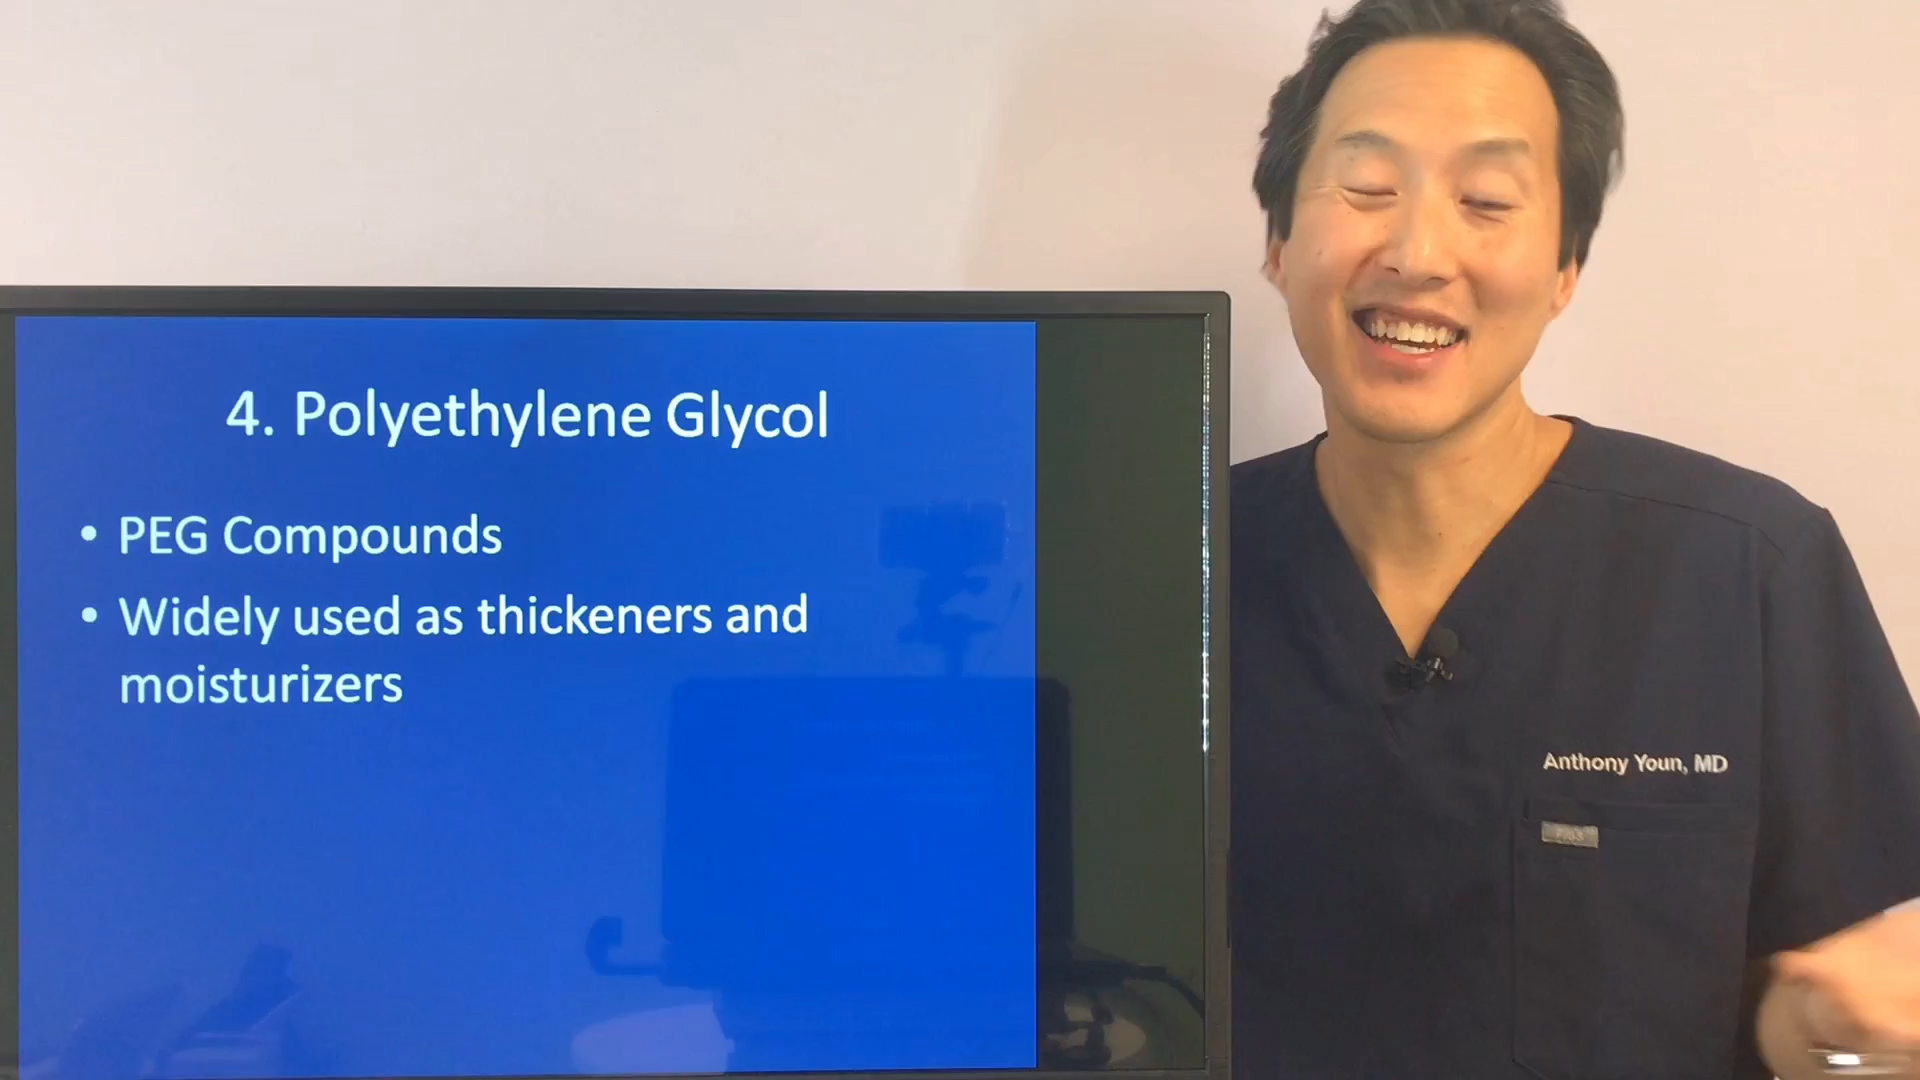 4. Polyethylene Glycol
• PEG Compounds
• Widely used as thickeners and
moisturizers
Anthony Youn, MD